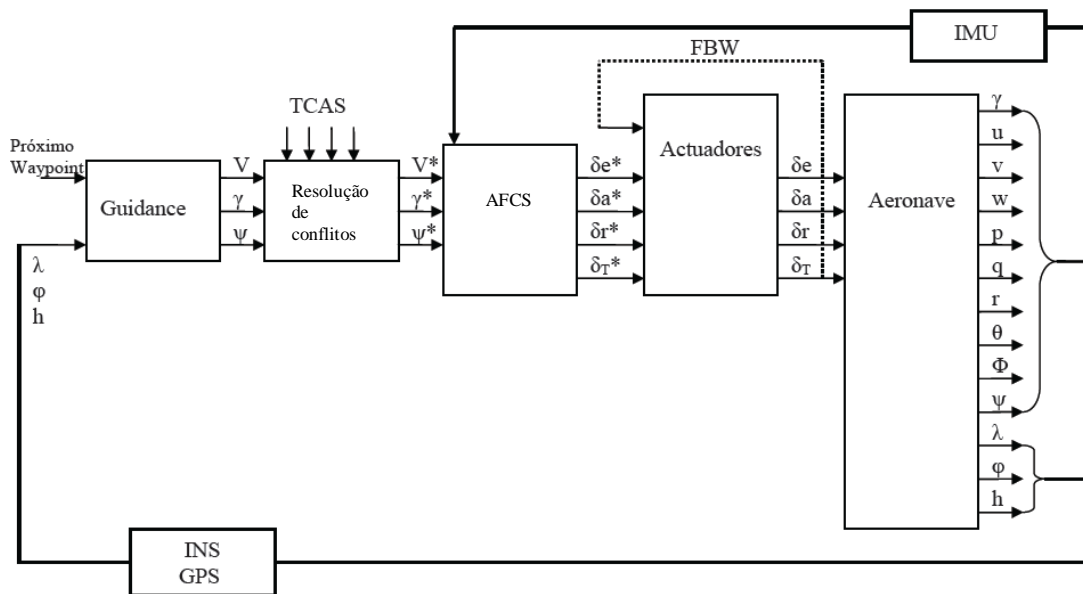 IMU
FBW
TCAS
Próximo
Waypoint
Guidance
λ
φ
h
V
γ
ψ
Resolução
de
conflitos
V*
γ*
ψ*
AFCS
δe*
δa*
δr*
δT*
Actuadores
δe
δa
δr
δT
Aeronave
γ
u
v
w
p
q
r
θ
Φ
ψ
λ
φ
h
INS
GPS